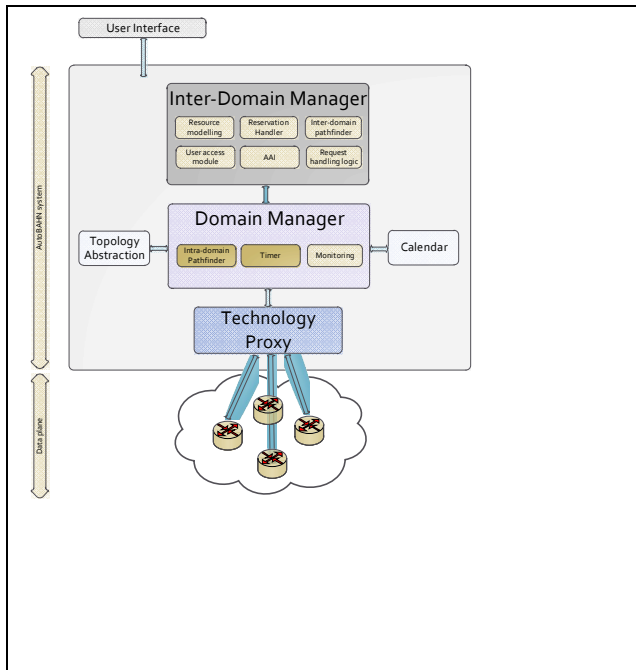 User Interface
Inter-Domain Manager
Resource
modelling
Reservation
Handler
Inter-domain
pathfinder
User access
module
AAI
Request
handling logic
AutoBAHN system
Domain Manager
Topology
Abstraction
Intra-domain
Pathfinder
Timer
Monitoring
Calendar
Technology
Proxy
Data plane